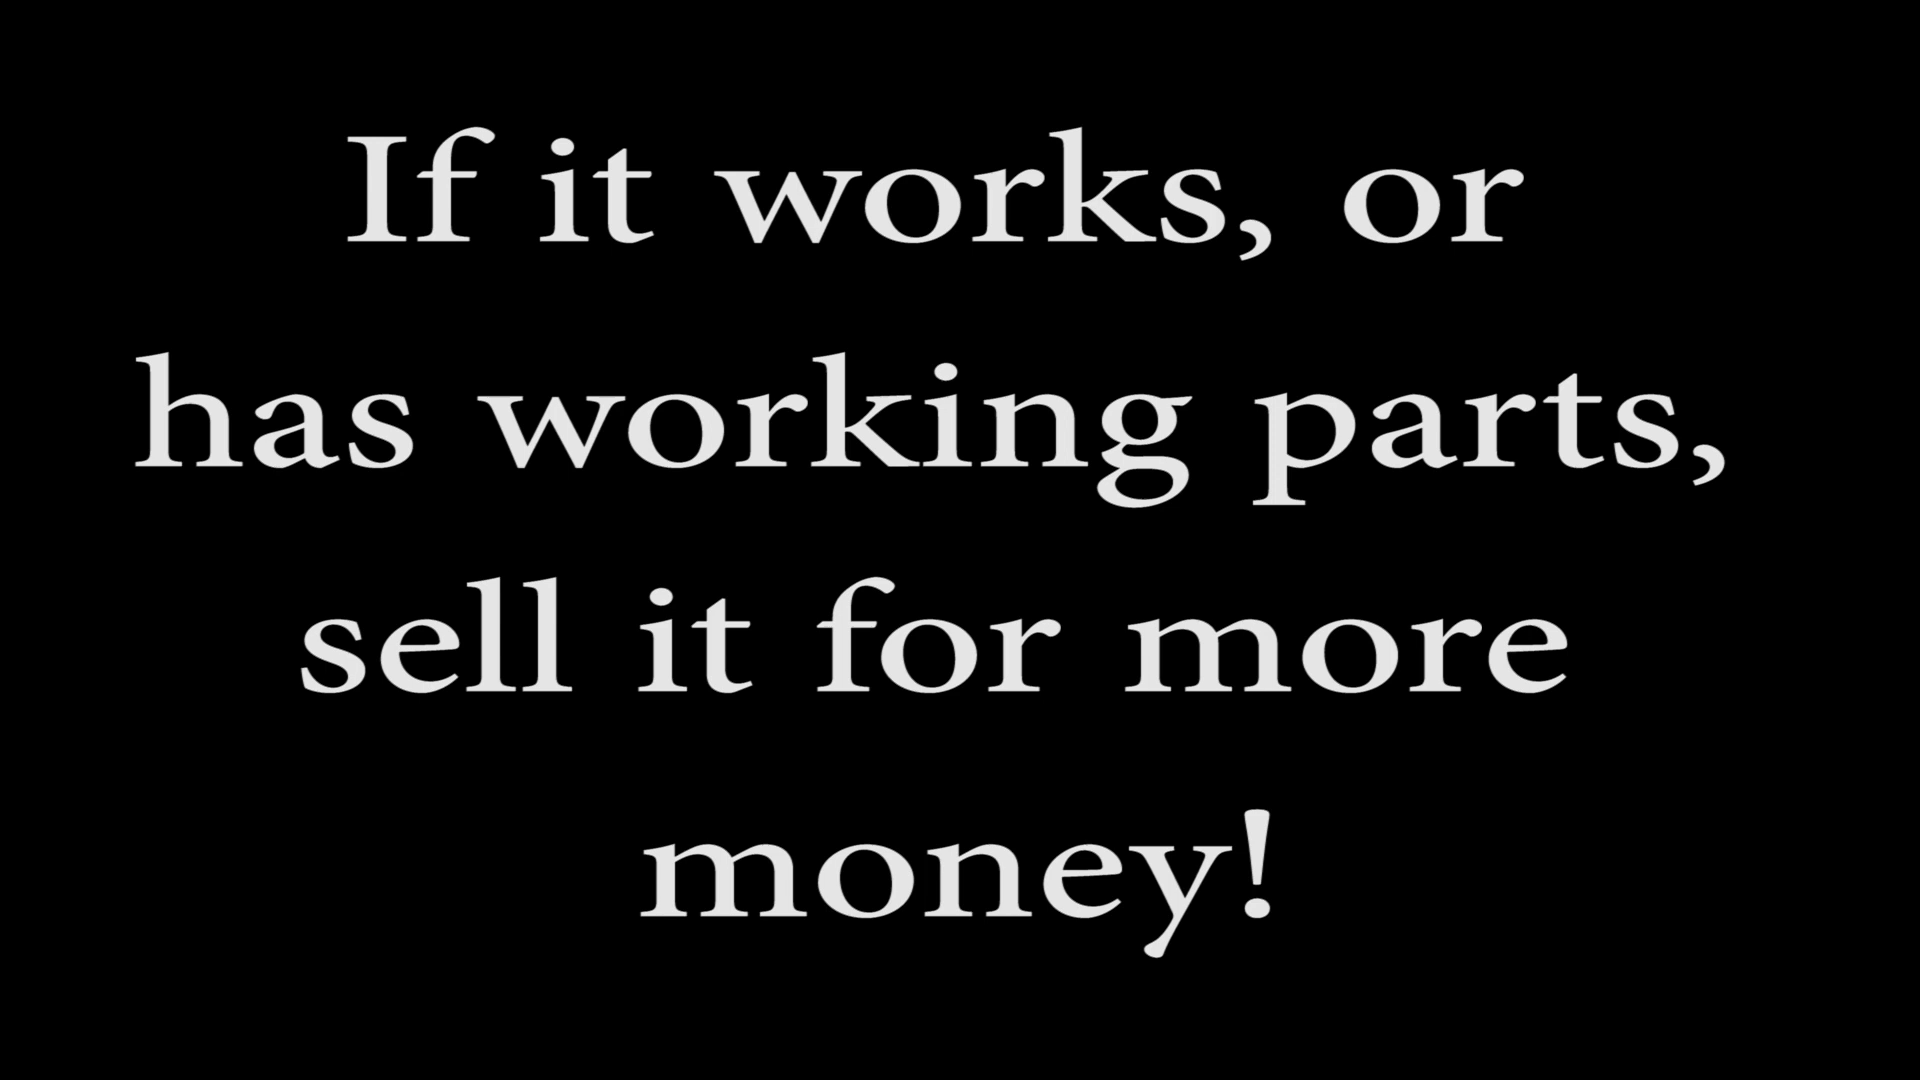 If it works, or
has working parts,
sell it for more
money!